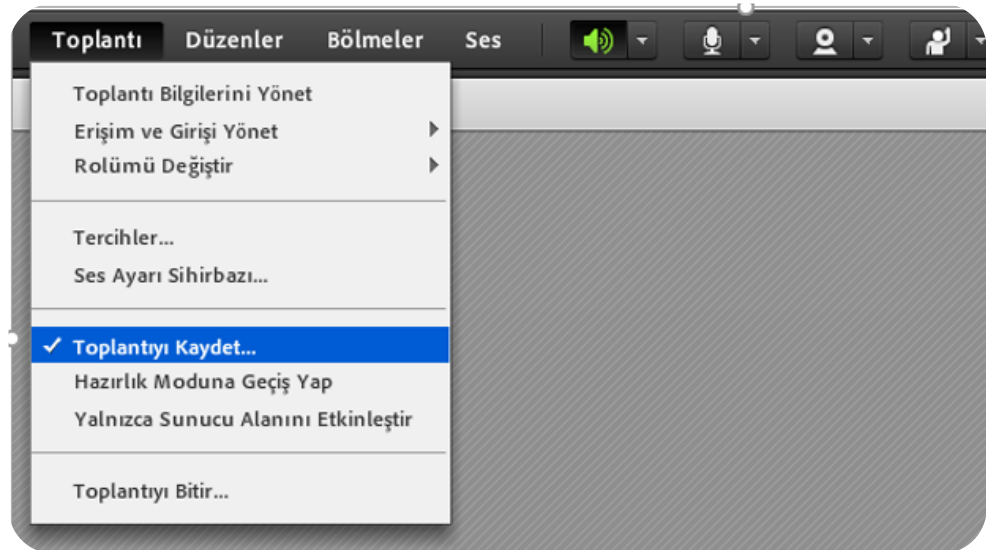 Toplantı Düzenler Bölmeler Ses
Toplantı Bilgilerini Yönet
Erişim ve Girişi Yönet
Rolümü Değiştir
Tercihler...
Ses Ayarı Sihirbazı...
Toplantıyı Kaydet...
Hazırlık Moduna Geçiş Yap
Yalnızca Sunucu Alanını Etkinleştir
Toplantıyı Bitir...